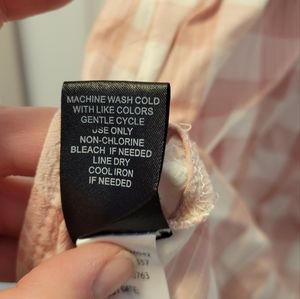 MACHINE WASH COLD
WITH LIKE COLORS
GENTLE CYCLE
USE ONLY
NON-CHLORINE
BLEACH IF NEEDED
LINE DRY
COOL IRON
IF NEEDED